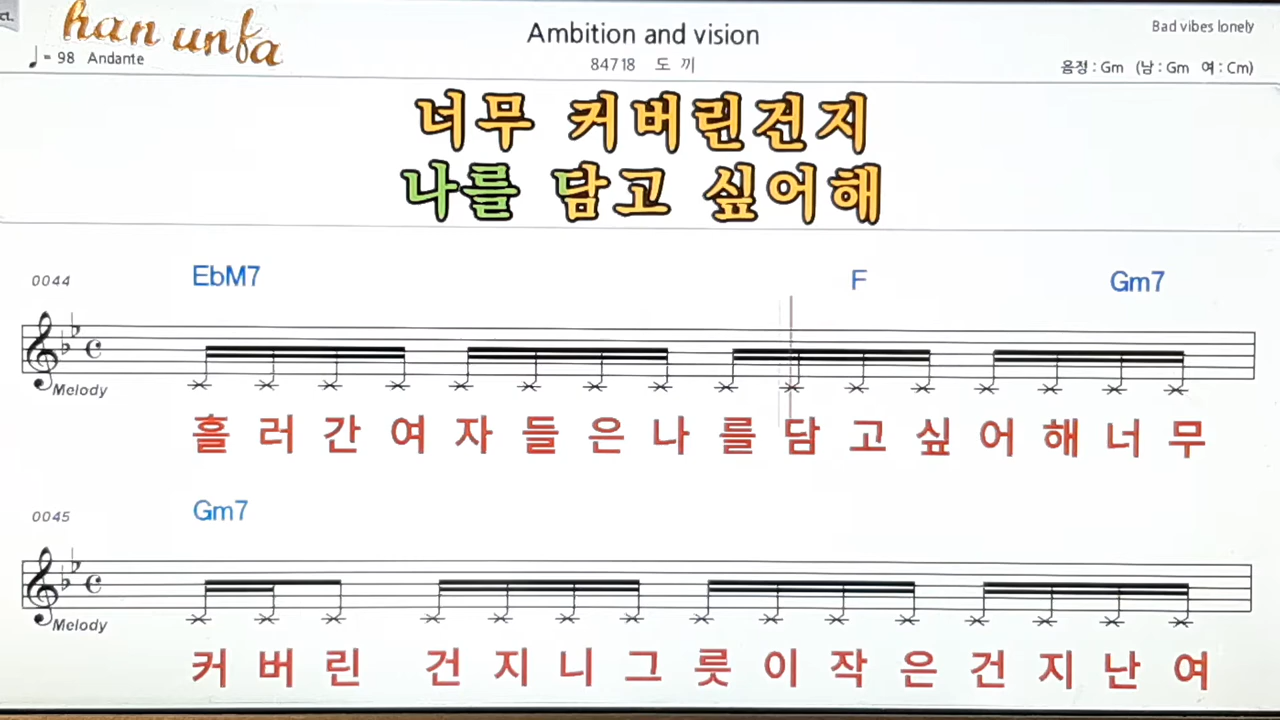 CL
han unfa
Ambition and vision
Bad vibes lonely
♩ = 98 Andante
84718 도 끼
음정 : Gm (남 : Gm 여 : Cm)
너무 커버린건지
나를 담고 싶어해
0044
EbM7 F Gm7
Melody
흘 러 간 여 자 들 은 나 를 담 고 싶 어 해 너 무
0045
Gm7
Melody
커 버 린 건 지 니 그 릇 이 작 은 건 지 난 여